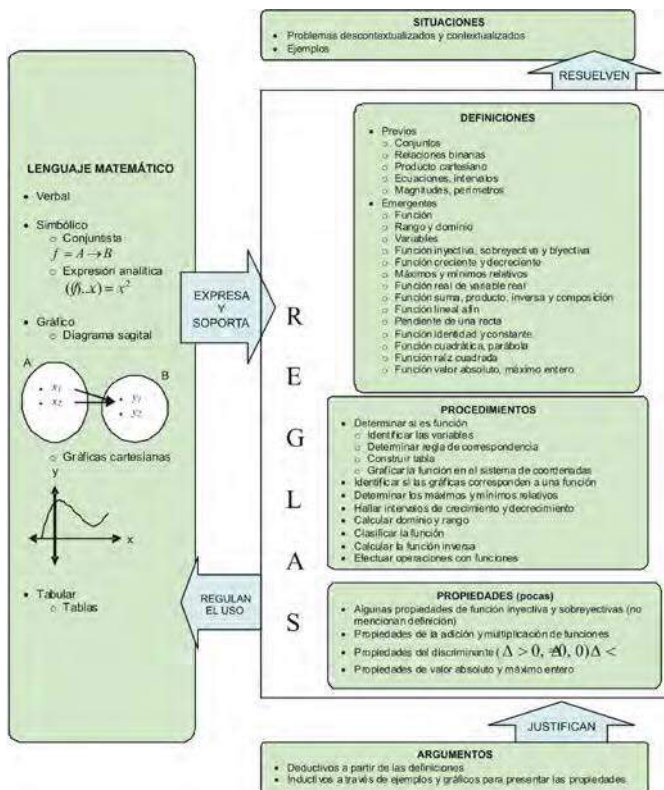 SITUACIONES
• Problemas descontextualizados y contextualizados
• Ejemplos
RESUELVEN
LENGUAJE MATEMÁTICO
• Verbal
• Simbólico
o Conjuntista
f = A → B
o Expresión analítica
(f)..x) = x²
• Gráfico
o Diagrama sagital
A
B
x₁
x₂
y₁
y₂
o Gráficas cartesianas
y
x
• Tabular
o Tablas
EXPRESA
Y
SOPORTA
REGULAN
EL USO
R
E
G
L
A
S
DEFINICIONES
• Previos
o Conjuntos
o Relaciones binarias
o Producto cartesiano
o Ecuaciones, intervalos
o Magnitudes, perímetros
• Emergentes
o Función
o Rango y dominio
o Variables
o Función inyectiva, sobreyectiva y biyectiva
o Función creciente y decreciente
o Máximos y mínimos relativos
o Función real de variable real
o Función suma, producto, inversa y composición
o Función lineal afín
o Pendiente de una recta
o Función identidad y constante
o Función cuadrática, parábola
o Función raíz cuadrada
o Función valor absoluto, máximo entero
PROCEDIMIENTOS
• Determinar si es función
o Identificar las variables
o Determinar regla de correspondencia
o Construir tabla
o Graficar la función en el sistema de coordenadas
• Identificar si las gráficas corresponden a una función
• Determinar los máximos y mínimos relativos
• Hallar intervalos de crecimiento y decrecimiento
• Calcular dominio y rango
• Clasificar la función
• Calcular la función inversa
• Efectuar operaciones con funciones
PROPIEDADES (pocas)
• Algunas propiedades de función inyectiva y sobreyectivas (no
mencionan definición)
• Propiedades de la adición y multiplicación de funciones
• Propiedades del discriminante (Δ > 0, 0, 0)Δ <
• Propiedades de valor absoluto y máximo entero
JUSTIFICAN
ARGUMENTOS
• Deductivos a partir de las definiciones
• Inductivos a través de ejemplos y gráficos para presentar las propiedades